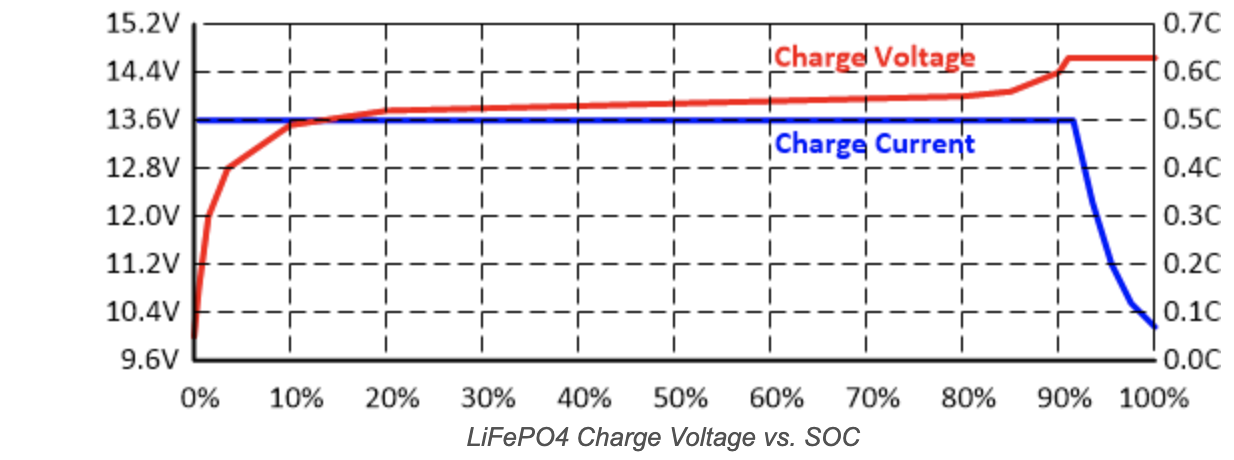 15.2V 0.7C
Charge Voltage
14.4V 0.6C
13.6V 0.5C
Charge Current
12.8V 0.4C
12.0V 0.3C
11.2V 0.2C
10.4V 0.1C
9.6V 0.0C
0% 10% 20% 30% 40% 50% 60% 70% 80% 90% 100%
LiFePO4 Charge Voltage vs. SOC